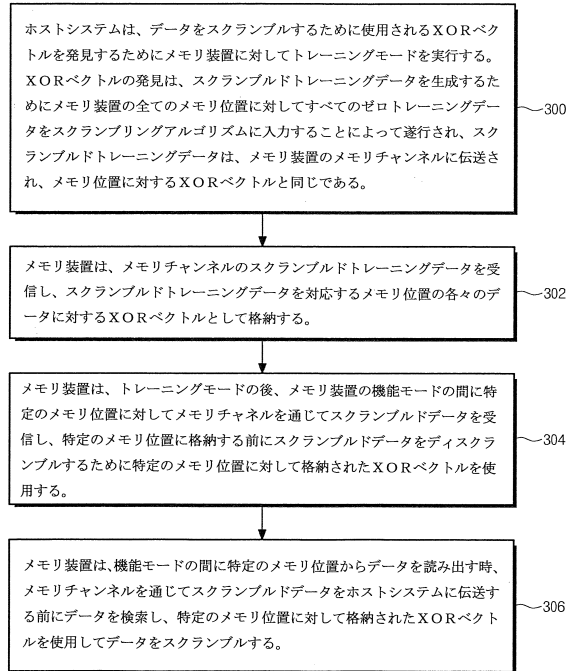 ホストシステムは、データをスクランブルするために使用されるXORベク
トルを発見するためにメモリ装置に対してトレーニングモードを実行する。
XORベクトルの発見は、スクランブルドトレーニングデータを生成するた
めにメモリ装置の全てのメモリ位置に対してすべてのゼロトレーニングデー
タをスクランブリングアルゴリズムに入力することによって遂行され、スク
ランブルドトレーニングデータは、メモリ装置のメモリチャンネルに伝送さ
れ、メモリ位置に対するXORベクトルと同じである。
300
メモリ装置は、メモリチャンネルのスクランブルドトレーニングデータを受
信し、スクランブルドトレーニングデータを対応するメモリ位置の各々のデ
ータに対するXORベクトルとして格納する。
302
メモリ装置は、トレーニングモードの後、メモリ装置の機能モードの間に特
定のメモリ位置に対してメモリチャネルを通じてスクランブルドデータを受
信し、特定のメモリ位置に格納する前にスクランブルドデータをディスクラ
ンブルするために特定のメモリ位置に対して格納されたXORベクトルを使
用する。
304
メモリ装置は、機能モードの間に特定のメモリ位置からデータを読み出す時、
メモリチャンネルを通じてスクランブルドデータをホストシステムに伝送す
る前にデータを検索し、特定のメモリ位置に対して格納されたXORベクト
ルを使用してデータをスクランブルする。
306